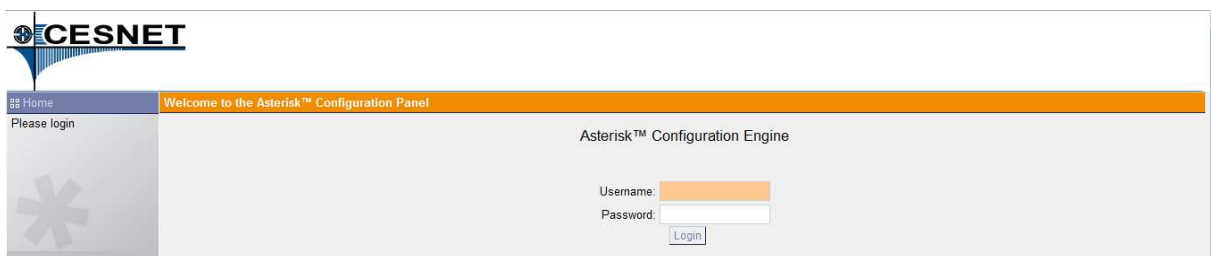 CESNET
Home
Welcome to the Asterisk™ Configuration Panel
Please login
Asterisk™ Configuration Engine
Username:
Password:
Login